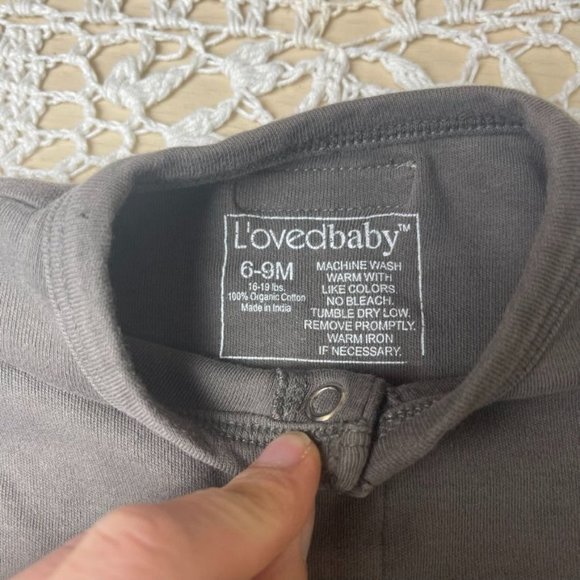 L'ovedbaby™
6-9M
16-19 lbs.
100% Organic Cotton
Made in India
MACHINE WASH
WARM WITH
LIKE COLORS.
NO BLEACH.
TUMBLE DRY LOW.
REMOVE PROMPTLY.
WARM IRON
IF NECESSARY.